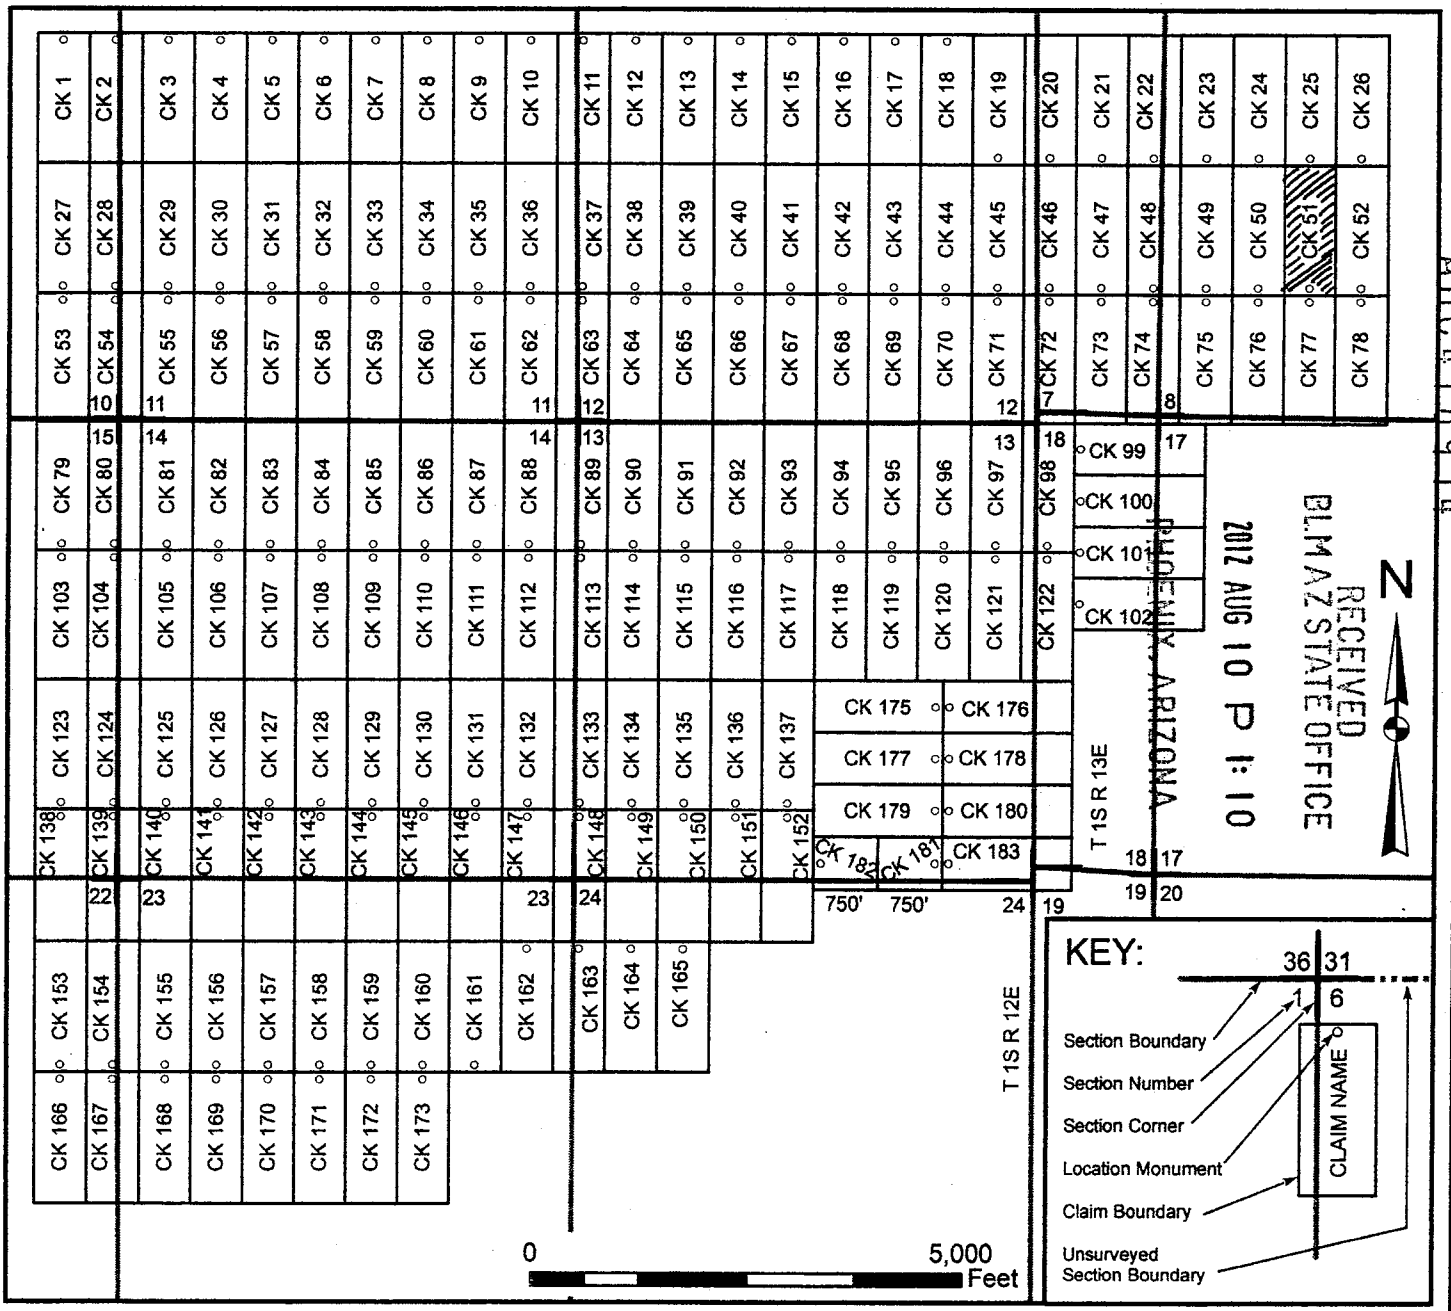 CK 1 CK 2 CK 3 CK 4 CK 5 CK 6 CK 7 CK 8 CK 9 CK 10 CK 11 CK 12 CK 13 CK 14 CK 15 CK 16 CK 17 CK 18 CK 19 CK 20 CK 21 CK 22 CK 23 CK 24 CK 25 CK 26
CK 27 CK 28 CK 29 CK 30 CK 31 CK 32 CK 33 CK 34 CK 35 CK 36 CK 37 CK 38 CK 39 CK 40 CK 41 CK 42 CK 43 CK 44 CK 45 CK 46 CK 47 CK 48 CK 49 CK 50 CK 51 CK 52
CK 53 CK 54 CK 55 CK 56 CK 57 CK 58 CK 59 CK 60 CK 61 CK 62 CK 63 CK 64 CK 65 CK 66 CK 67 CK 68 CK 69 CK 70 CK 71 CK 72 CK 73 CK 74 CK 75 CK 76 CK 77 CK 78
10 11 11 12 12 7 8
15 14 14 13 13 18 17
CK 79 CK 80 CK 81 CK 82 CK 83 CK 84 CK 85 CK 86 CK 87 CK 88 CK 89 CK 90 CK 91 CK 92 CK 93 CK 94 CK 95 CK 96 CK 97 CK 98
CK 99
CK 100
CK 101
CK 102
CK 103 CK 104 CK 105 CK 106 CK 107 CK 108 CK 109 CK 110 CK 111 CK 112 CK 113 CK 114 CK 115 CK 116 CK 117 CK 118 CK 119 CK 120 CK 121 CK 122
CK 123 CK 124 CK 125 CK 126 CK 127 CK 128 CK 129 CK 130 CK 131 CK 132 CK 133 CK 134 CK 135 CK 136 CK 137
CK 175 CK 176
CK 177 CK 178
CK 179 CK 180
CK 182 CK 181 CK 183
CK 138 CK 139 CK 140 CK 141 CK 142 CK 143 CK 144 CK 145 CK 146 CK 147 CK 148 CK 149 CK 150 CK 151 CK 152
18 17
22 23 23 24 750' 750' 24 19 19 20
CK 153 CK 154 CK 155 CK 156 CK 157 CK 158 CK 159 CK 160 CK 161 CK 162 CK 163 CK 164 CK 165
CK 166 CK 167 CK 168 CK 169 CK 170 CK 171 CK 172 CK 173
T 1S R 13E
T 1S R 12E
RECEIVED
BLM AZ STATE OFFICE
2012 AUG 10 P 1:10
PHOENIX, ARIZONA
N
0 5,000
Feet
KEY:
36 31
1 6
Section Boundary
Section Number
Section Corner
Location Monument
Claim Boundary
Unsurveyed
Section Boundary
CLAIM NAME